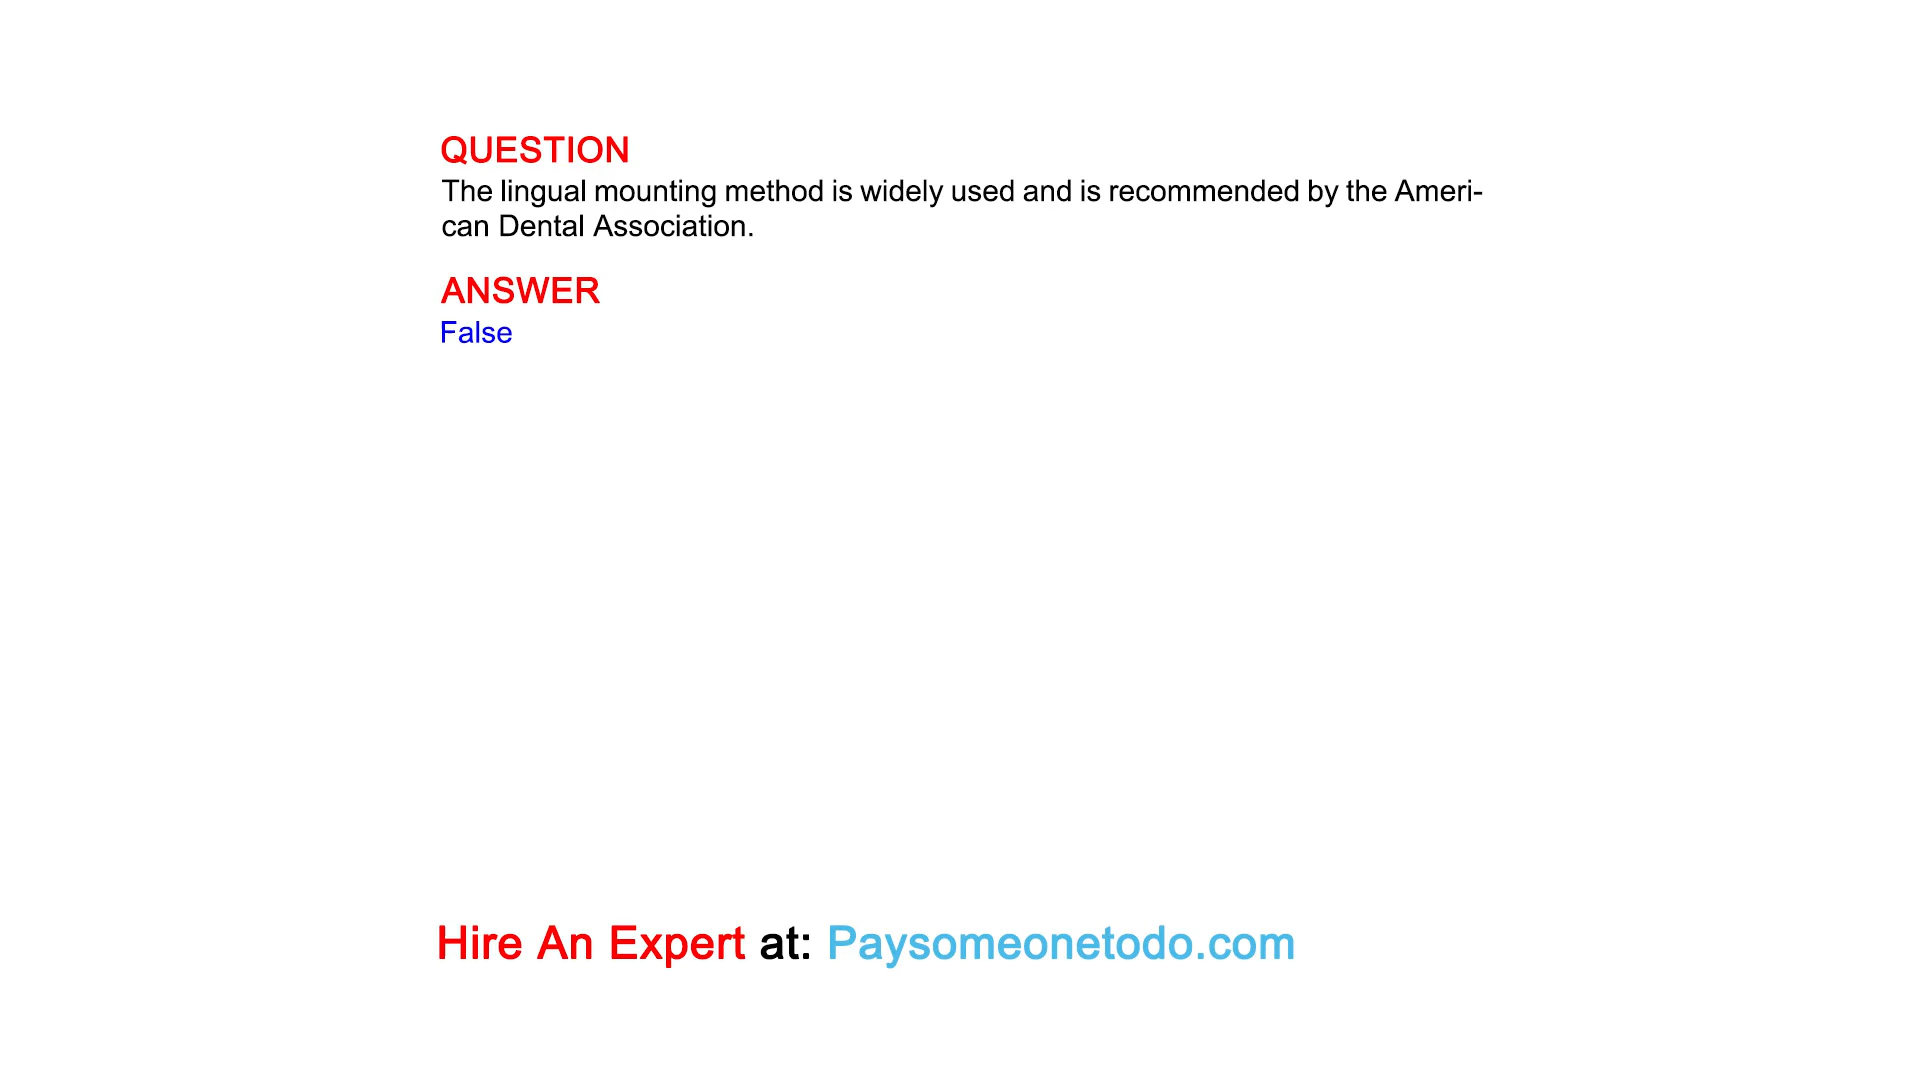 QUESTION
The lingual mounting method is widely used and is recommended by the Ameri-
can Dental Association.
ANSWER
False
Hire An Expert at: Paysomeonetodo.com